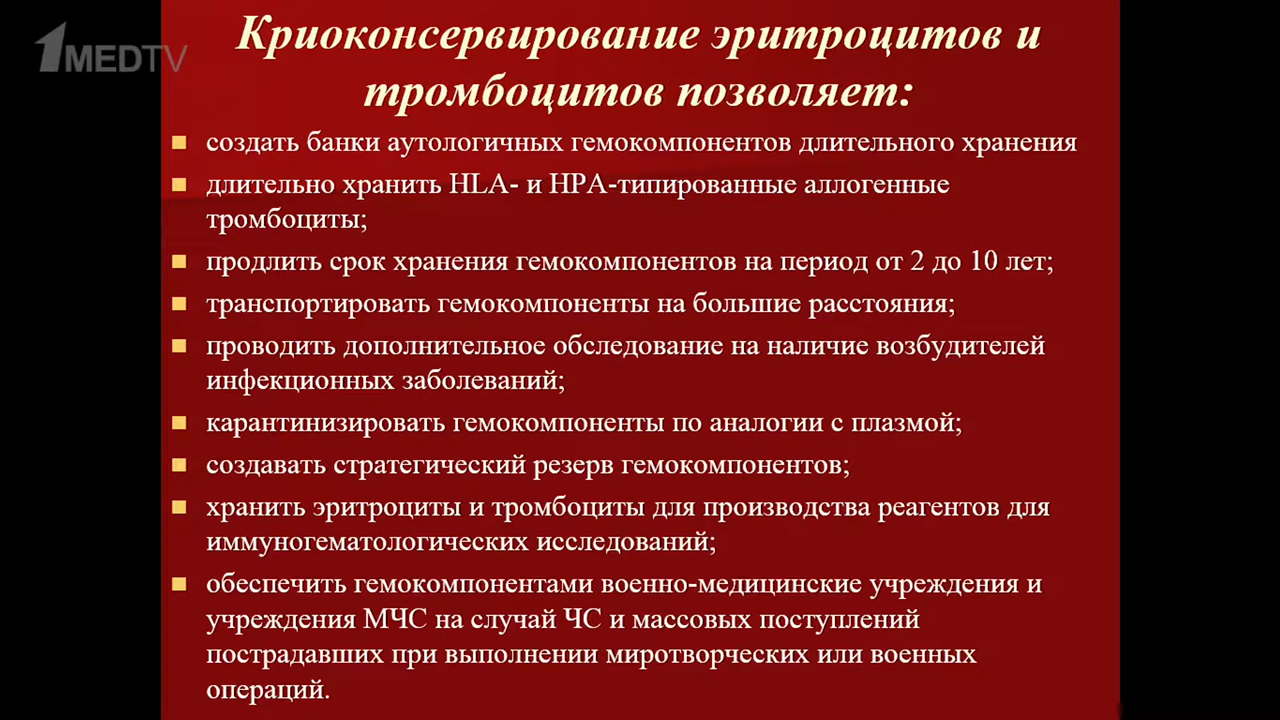 1MEDTV
Криоконсервирование эритроцитов и
тромбоцитов позволяет:
создать банки аутологичных гемокомпонентов длительного хранения
длительно хранить HLA- и HPA-типированные аллогенные
тромбоциты;
продлить срок хранения гемокомпонентов на период от 2 до 10 лет;
транспортировать гемокомпоненты на большие расстояния;
проводить дополнительное обследование на наличие возбудителей
инфекционных заболеваний;
карантинизировать гемокомпоненты по аналогии с плазмой;
создавать стратегический резерв гемокомпонентов;
хранить эритроциты и тромбоциты для производства реагентов для
иммуногематологических исследований;
обеспечить гемокомпонентами военно-медицинские учреждения и
учреждения МЧС на случай ЧС и массовых поступлений
пострадавших при выполнении миротворческих или военных
операций.